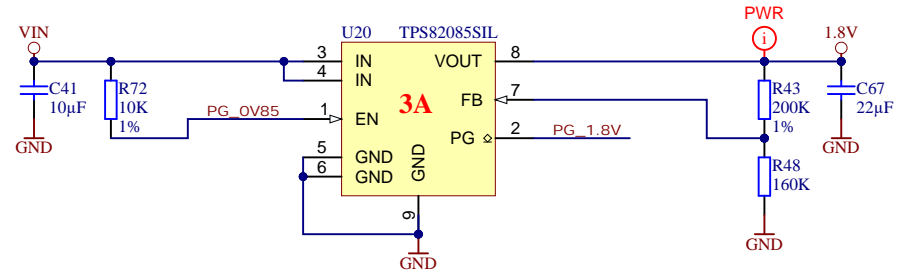 PWR
VIN
U20 TPS82085SIL
1.8V
3 IN VOUT 8
4 IN
C41
10µF
R72
10K
1%
3A
FB 7
R43
200K
1%
C67
22µF
PG_0V85
1 EN
PG 2
PG_1.8V
GND
GND
5 GND
6 GND
GND
R48
160K
9
GND
GND
i